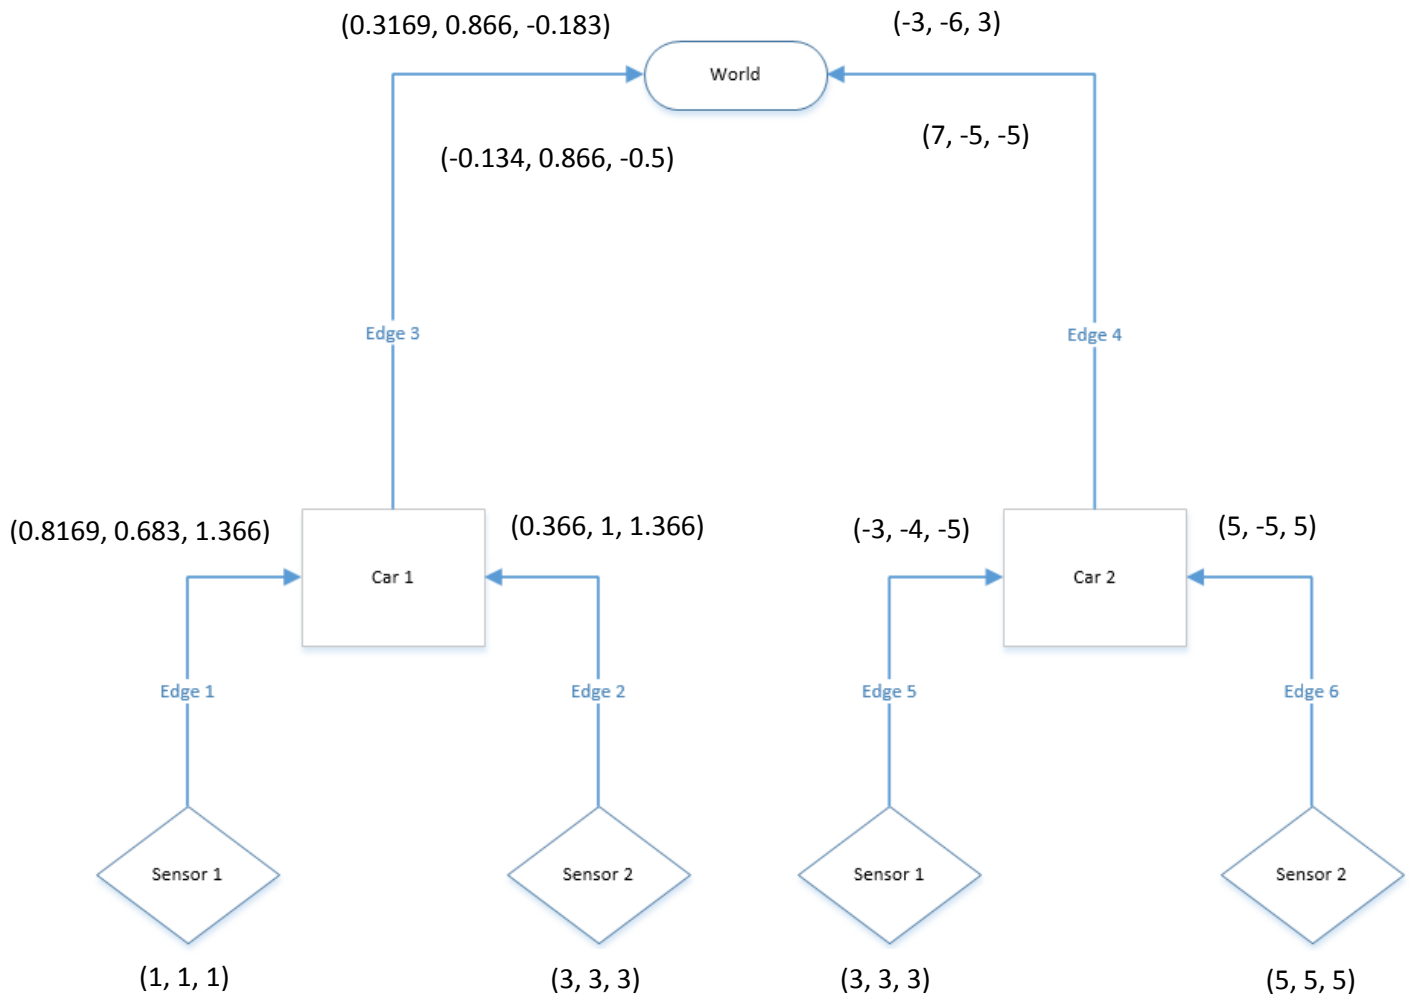 (0.3169, 0.866, -0.183)
(-3, -6, 3)
World
(7, -5, -5)
(-0.134, 0.866, -0.5)
Edge 3
Edge 4
(0.8169, 0.683, 1.366)
(0.366, 1, 1.366)
(-3, -4, -5)
(5, -5, 5)
Car 1
Car 2
Edge 1
Edge 2
Edge 5
Edge 6
Sensor 1
Sensor 2
Sensor 1
Sensor 2
(1, 1, 1)
(3, 3, 3)
(3, 3, 3)
(5, 5, 5)